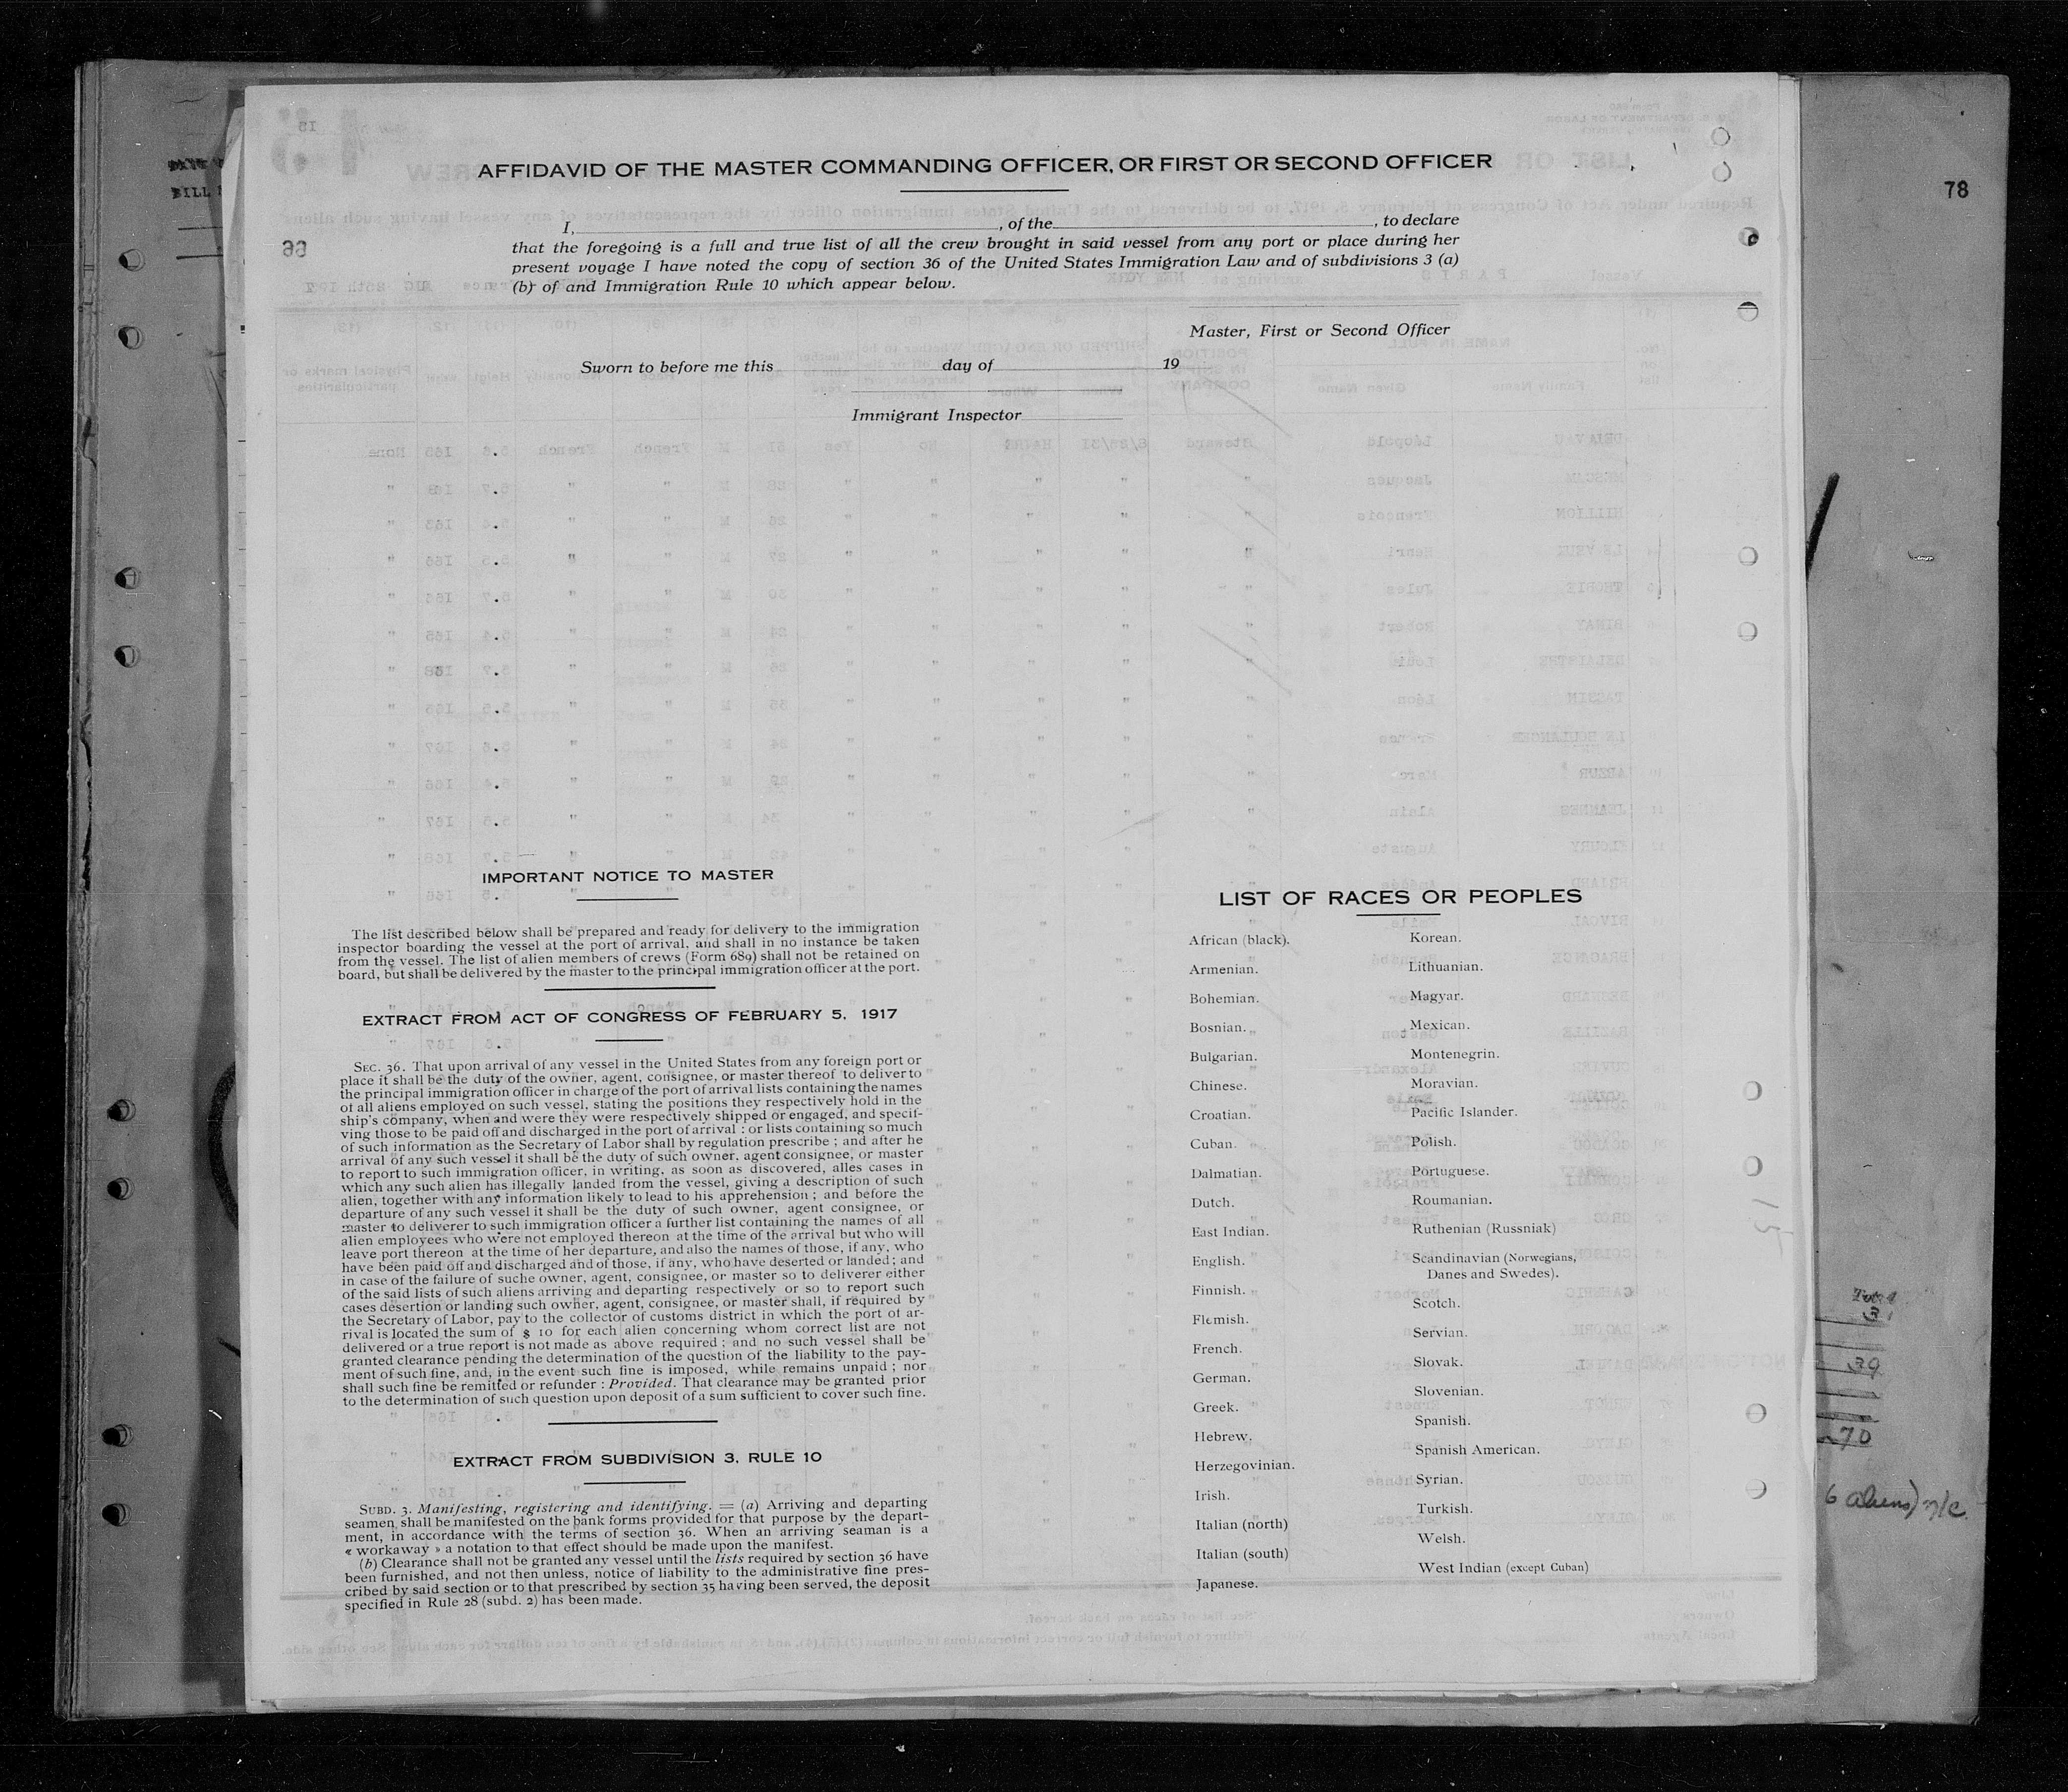 78
AFFIDAVID OF THE MASTER COMMANDING OFFICER, OR FIRST OR SECOND OFFICER
I, , of the , to declare
that the foregoing is a full and true list of all the crew brought in said vessel from any port or place during her
present voyage I have noted the copy of section 36 of the United States Immigration Law and of subdivisions 3 (a)
(b) of and Immigration Rule 10 which appear below.
Master, First or Second Officer
Sworn to before me this day of 19
Immigrant Inspector
IMPORTANT NOTICE TO MASTER
The list described below shall be prepared and ready for delivery to the immigration
inspector boarding the vessel at the port of arrival, and shall in no instance be taken
from the vessel. The list of alien members of crews (Form 689) shall not be retained on
board, but shall be delivered by the master to the principal immigration officer at the port.
EXTRACT FROM ACT OF CONGRESS OF FEBRUARY 5, 1917
SEC. 36. That upon arrival of any vessel in the United States from any foreign port or
place it shall be the duty of the owner, agent, consignee, or master thereof to deliver to
the principal immigration officer in charge of the port of arrival lists containing the names
of all aliens employed on such vessel, stating the positions they respectively hold in the
ship's company, when and were they were respectively shipped or engaged, and specif-
ving those to be paid off and discharged in the port of arrival : or lists containing so much
of such information as the Secretary of Labor shall by regulation prescribe ; and after he
arrival of any such vessel it shall be the duty of such owner, agent consignee, or master
to report to such immigration officer, in writing, as soon as discovered, alles cases in
which any such alien has illegally landed from the vessel, giving a description of such
alien, together with any information likely to lead to his apprehension ; and before the
departure of any such vessel it shall be the duty of such owner, agent consignee, or
master to deliverer to such immigration officer a further list containing the names of all
alien employees who were not employed thereon at the time of the arrival but who will
leave port thereon at the time of her departure, and also the names of those, if any, who
have been paid off and discharged and of those, if any, who have deserted or landed ; and
in case of the failure of suche owner, agent, consignee, or master so to deliverer either
of the said lists of such aliens arriving and departing respectively or so to report such
cases desertion or landing such owner, agent, consignee, or master shall, if required by
the Secretary of Labor, pay to the collector of customs district in which the port of ar-
rival is located the sum of $ 10 for each alien concerning whom correct list are not
delivered or a true report is not made as above required ; and no such vessel shall be
granted clearance pending the determination of the question of the liability to the pay-
ment of such fine, and, in the event such fine is imposed, while remains unpaid ; nor
shall such fine be remitted or refunder : Provided. That clearance may be granted prior
to the determination of such question upon deposit of a sum sufficient to cover such fine.
EXTRACT FROM SUBDIVISION 3, RULE 10
SUBD. 3. Manifesting, registering and identifying. = (a) Arriving and departing
seamen shall be manifested on the bank forms provided for that purpose by the depart-
ment, in accordance with the terms of section 36. When an arriving seaman is a
« workaway » a notation to that effect should be made upon the manifest.
(b) Clearance shall not be granted any vessel until the lists required by section 36 have
been furnished, and not then unless, notice of liability to the administrative fine pres-
cribed by said section or to that prescribed by section 35 having been served, the deposit
specified in Rule 28 (subd. 2) has been made.
LIST OF RACES OR PEOPLES
African (black).
Armenian.
Bohemian.
Bosnian.
Bulgarian.
Chinese.
Croatian.
Cuban.
Dalmatian.
Dutch.
East Indian.
English.
Finnish.
Flemish.
French.
German.
Greek.
Hebrew.
Herzegovinian.
Irish.
Italian (north)
Italian (south)
Japanese.
Korean.
Lithuanian.
Magyar.
Mexican.
Montenegrin.
Moravian.
Pacific Islander.
Polish.
Portuguese.
Roumanian.
Ruthenian (Russniak)
Scandinavian (Norwegians,
Danes and Swedes).
Scotch.
Servian.
Slovak.
Slovenian.
Spanish.
Spanish American.
Syrian.
Turkish.
Welsh.
West Indian (except Cuban)
BILL
39
70
6 aliens) n/c